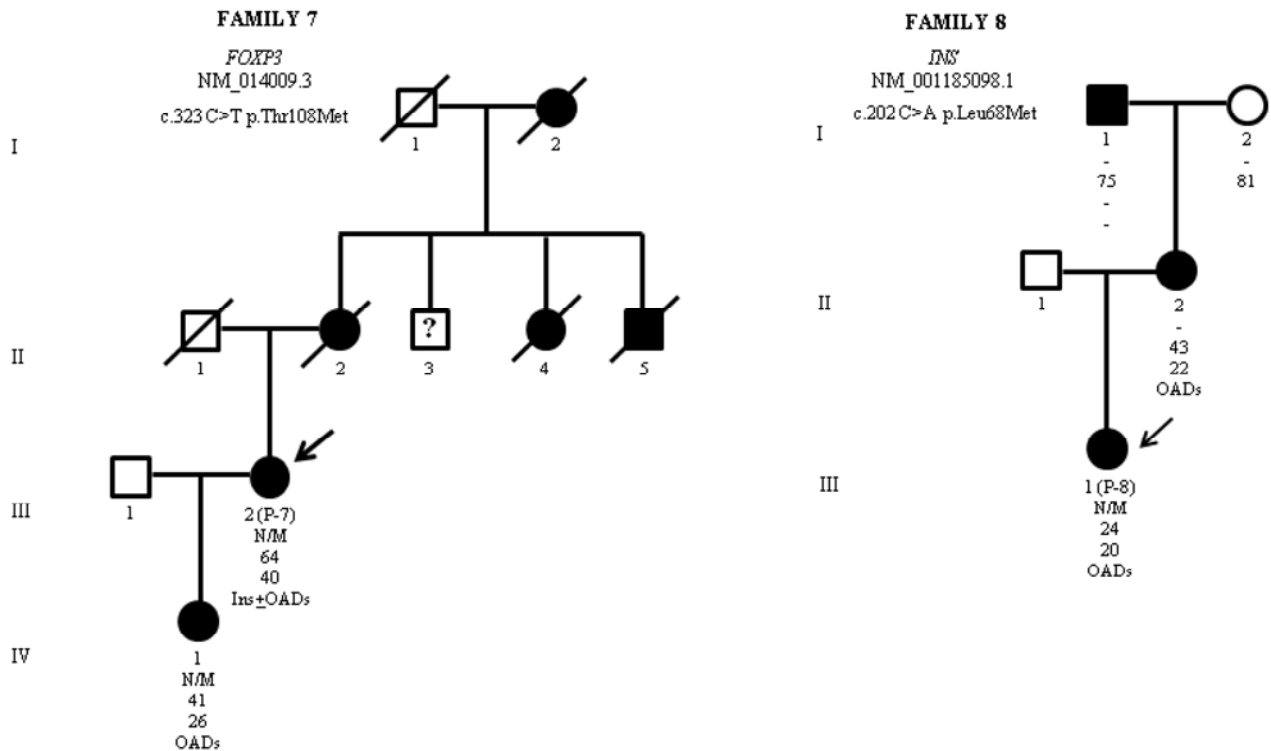 FAMILY 7
FOXP3
NM_014009.3
c.323 C>T p.Thr108Met
I
1
2
II
1
2
3
?
4
5
III
1
2 (P-7)
N/M
64
40
Ins±OADs
IV
1
N/M
41
26
OADs
FAMILY 8
INS
NM_001185098.1
c.202 C>A p.Leu68Met
I
1
-
75
-
-
2
-
81
II
1
2
-
43
22
OADs
III
1 (P-8)
N/M
24
20
OADs